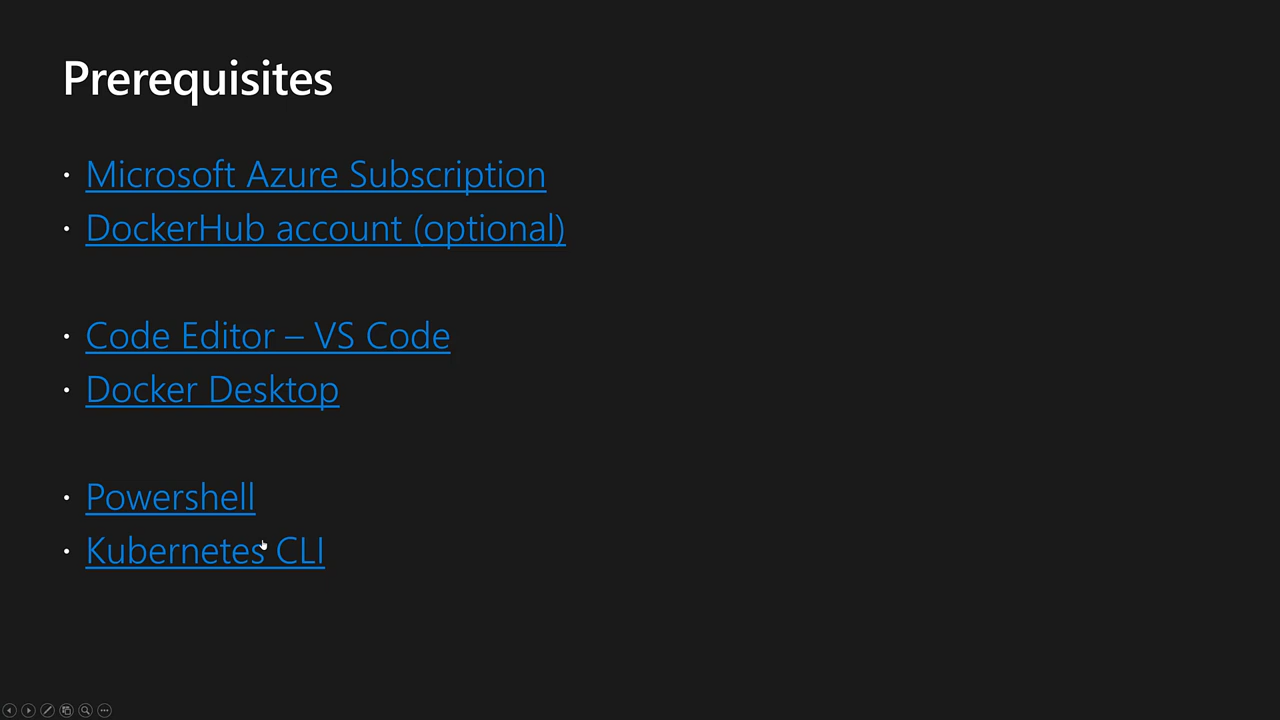 Prerequisites
• Microsoft Azure Subscription
• DockerHub account (optional)
• Code Editor – VS Code
• Docker Desktop
• Powershell
• Kubernetes CLI